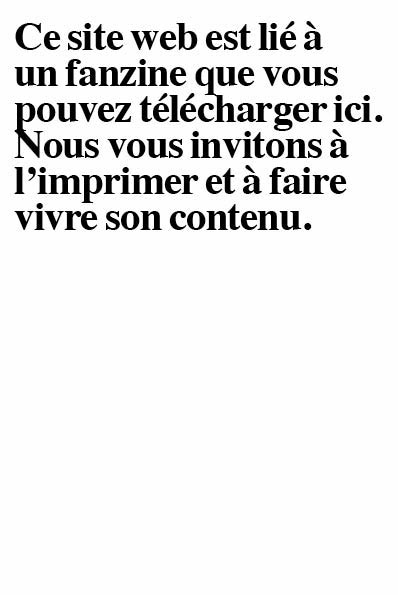 Ce site web est lié à
un fanzine que vous
pouvez télécharger ici.
Nous vous invitons à
l’imprimer et à faire
vivre son contenu.